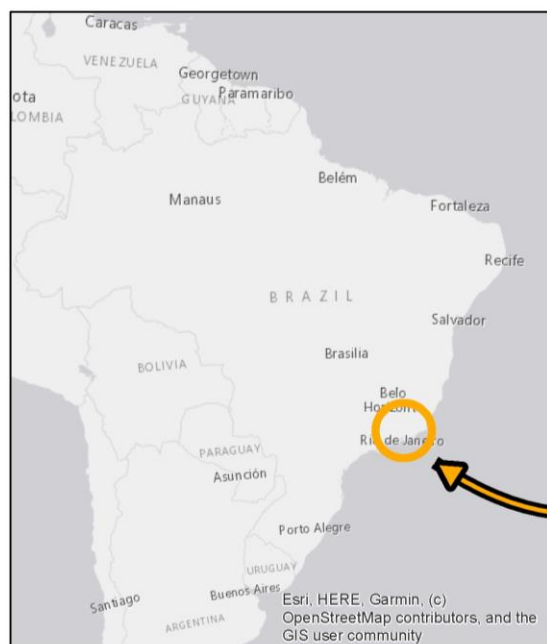 Caracas
VENEZUELA
Georgetown
Paramaribo
GUYANA
ota
LOMBIA
Belém
Manaus
Fortaleza
Recife
BRAZIL
Salvador
Brasilia
BOLIVIA
Belo
Horizon
Rio de Janeiro
PARAGUAY
Asunción
Porto Alegre
URUGUAY
Buenos Aires
Santiago
ARGENTINA
Esri, HERE, Garmin, (c)
OpenStreetMap contributors, and the
GIS user community